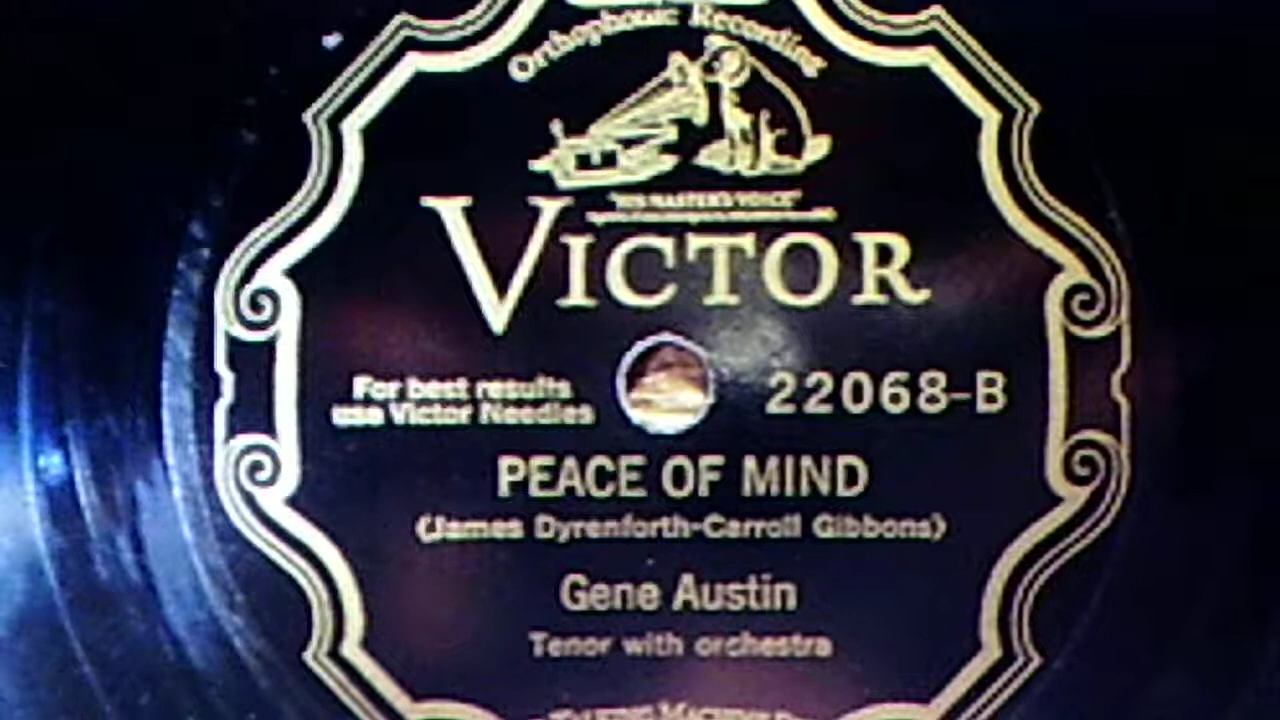 Orthophonic Recording
"HIS MASTER'S VOICE"
VICTOR
For best results
use Victor Needles
22068-B
PEACE OF MIND
(James Dyrenforth-Carroll Gibbons)
Gene Austin
Tenor with orchestra